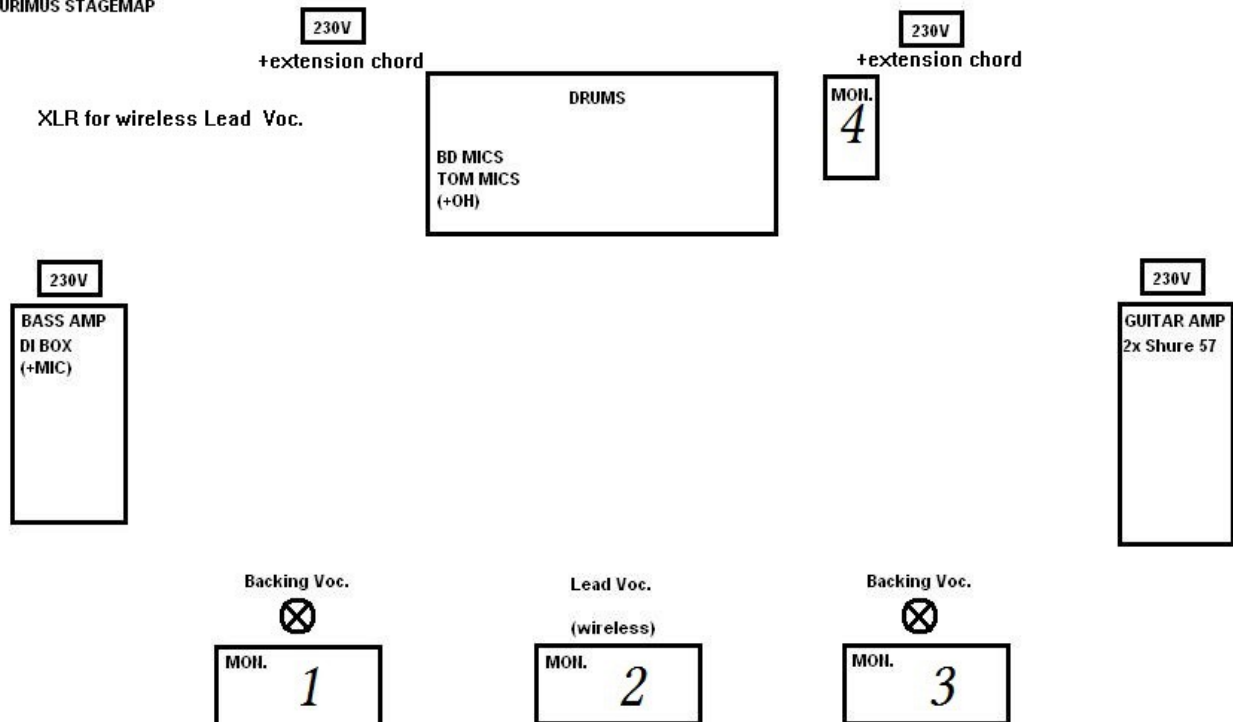 URIMUS STAGEMAP
230V
+extension chord
230V
+extension chord
XLR for wireless Lead Voc.
DRUMS
BD MICS
TOM MICS
(+OH)
MON.
4
230V
BASS AMP
DI BOX
(+MIC)
230V
GUITAR AMP
2x Shure 57
Backing Voc.
MON.
1
Lead Voc.
(wireless)
MON.
2
Backing Voc.
MON.
3